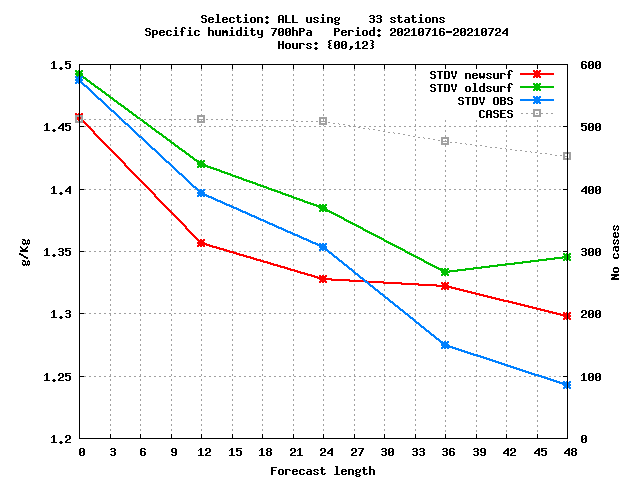 Selection: ALL using    33 stations
Specific humidity 700hPa   Period: 20210716-20210724
Hours: {00,12}
1.5
1.45
1.4
1.35
1.3
1.25
1.2
g/Kg
STDV newsurf
STDV oldsurf
STDV OBS
CASES
600
500
400
300
200
100
0
No cases
0 3 6 9 12 15 18 21 24 27 30 33 36 39 42 45 48
Forecast length